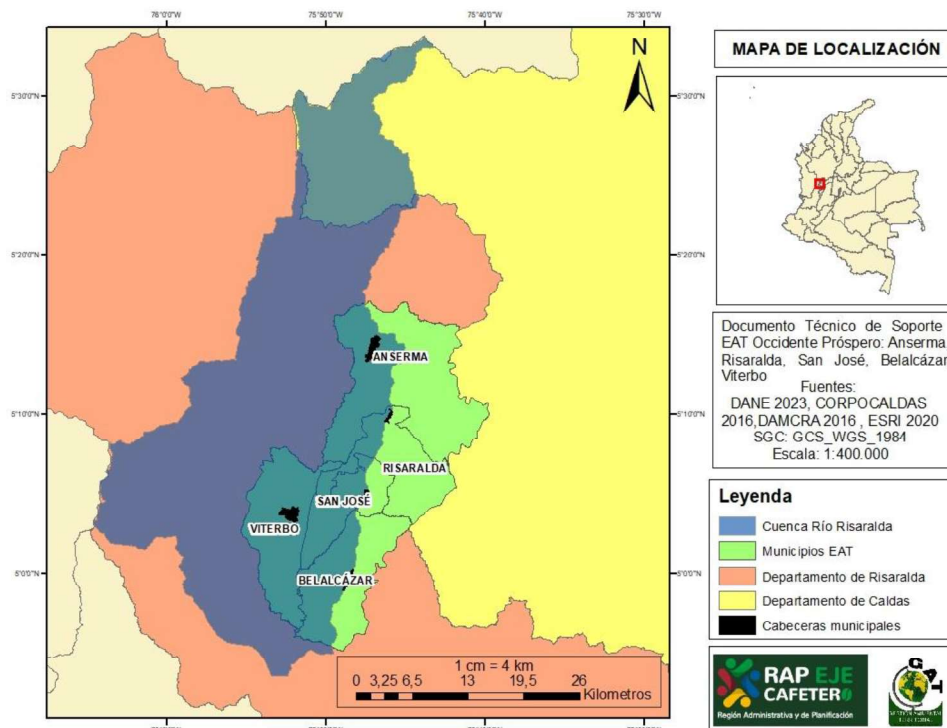 76°0'0"W 75°50'0"W 75°40'0"W 75°30'0"W
N
MAPA DE LOCALIZACIÓN
5°30'0"N 5°30'0"N
5°20'0"N 5°20'0"N
5°10'0"N 5°10'0"N
5°0'0"N 5°0'0"N
ANSERMA
RISARALDA
SAN JOSÉ
VITERBO
BELALCÁZAR
1 cm = 4 km
0 3,25 6,5 13 19,5 26
Kilometros
Documento Técnico de Soporte
EAT Occidente Próspero: Anserma,
Risaralda, San José, Belalcázar
Viterbo
Fuentes:
DANE 2023, CORPOCALDAS
2016,DAMCRA 2016 , ESRI 2020
SGC: GCS_WGS_1984
Escala: 1:400.000
Leyenda
Cuenca Río Risaralda
Municipios EAT
Departamento de Risaralda
Departamento de Caldas
Cabeceras municipales
RAP EJE
CAFETERO
Región Administrativa y de Planificación
GAT